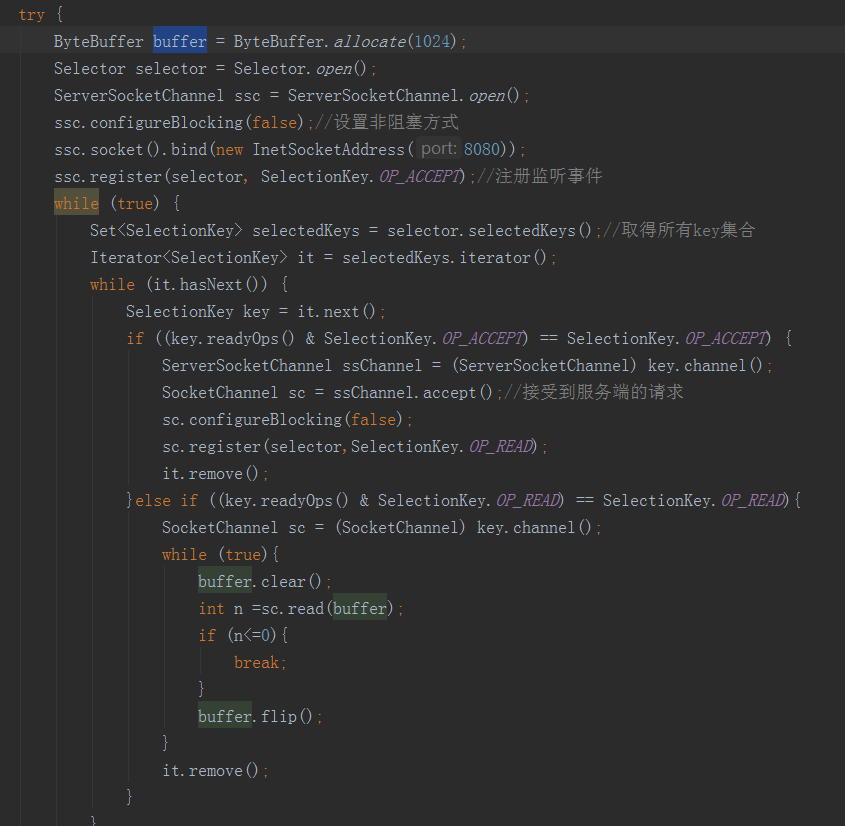 try {
ByteBuffer buffer = ByteBuffer.allocate(1024);
Selector selector = Selector.open();
ServerSocketChannel ssc = ServerSocketChannel.open();
ssc.configureBlocking(false);//设置非阻塞方式
ssc.socket().bind(new InetSocketAddress( port: 8080));
ssc.register(selector, SelectionKey.OP_ACCEPT);//注册监听事件
while (true) {
Set<SelectionKey> selectedKeys = selector.selectedKeys();//取得所有key集合
Iterator<SelectionKey> it = selectedKeys.iterator();
while (it.hasNext()) {
SelectionKey key = it.next();
if ((key.readyOps() & SelectionKey.OP_ACCEPT) == SelectionKey.OP_ACCEPT) {
ServerSocketChannel ssChannel = (ServerSocketChannel) key.channel();
SocketChannel sc = ssChannel.accept();//接受到服务端的请求
sc.configureBlocking(false);
sc.register(selector,SelectionKey.OP_READ);
it.remove();
}else if ((key.readyOps() & SelectionKey.OP_READ) == SelectionKey.OP_READ){
SocketChannel sc = (SocketChannel) key.channel();
while (true){
buffer.clear();
int n =sc.read(buffer);
if (n<=0){
break;
}
buffer.flip();
}
it.remove();
}
}